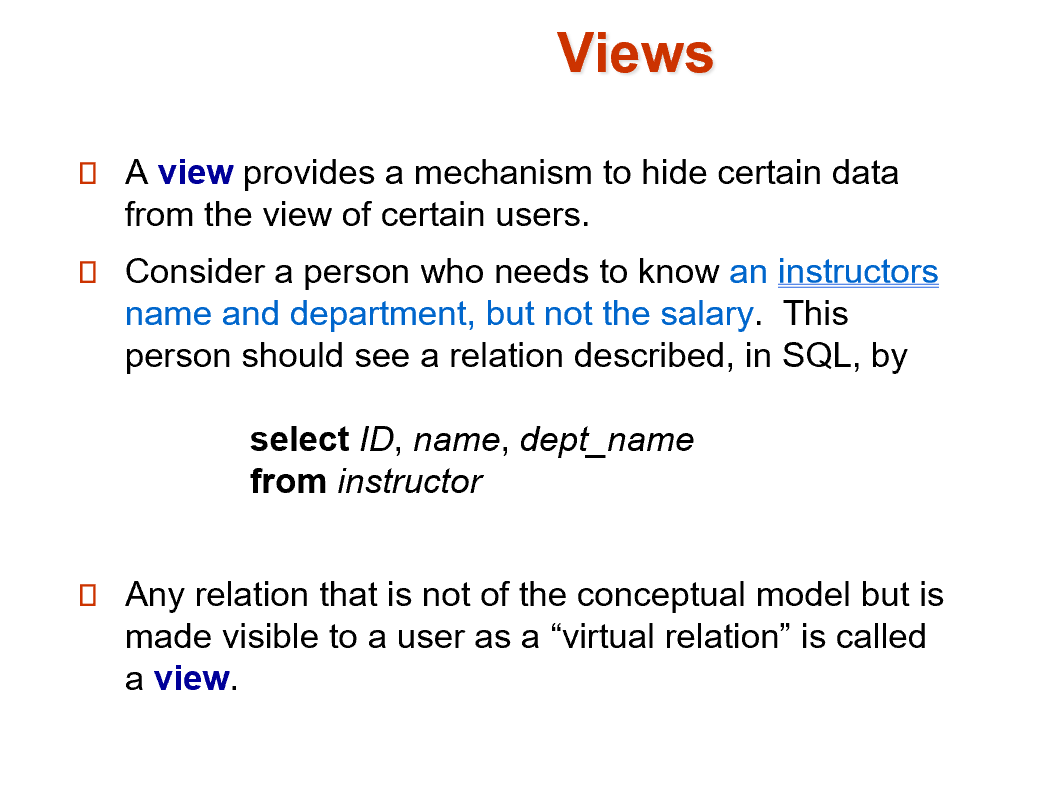 Views
A view provides a mechanism to hide certain data
from the view of certain users.
Consider a person who needs to know an instructors
name and department, but not the salary.  This
person should see a relation described, in SQL, by
select ID, name, dept_name
from instructor
Any relation that is not of the conceptual model but is
made visible to a user as a “virtual relation” is called
a view.